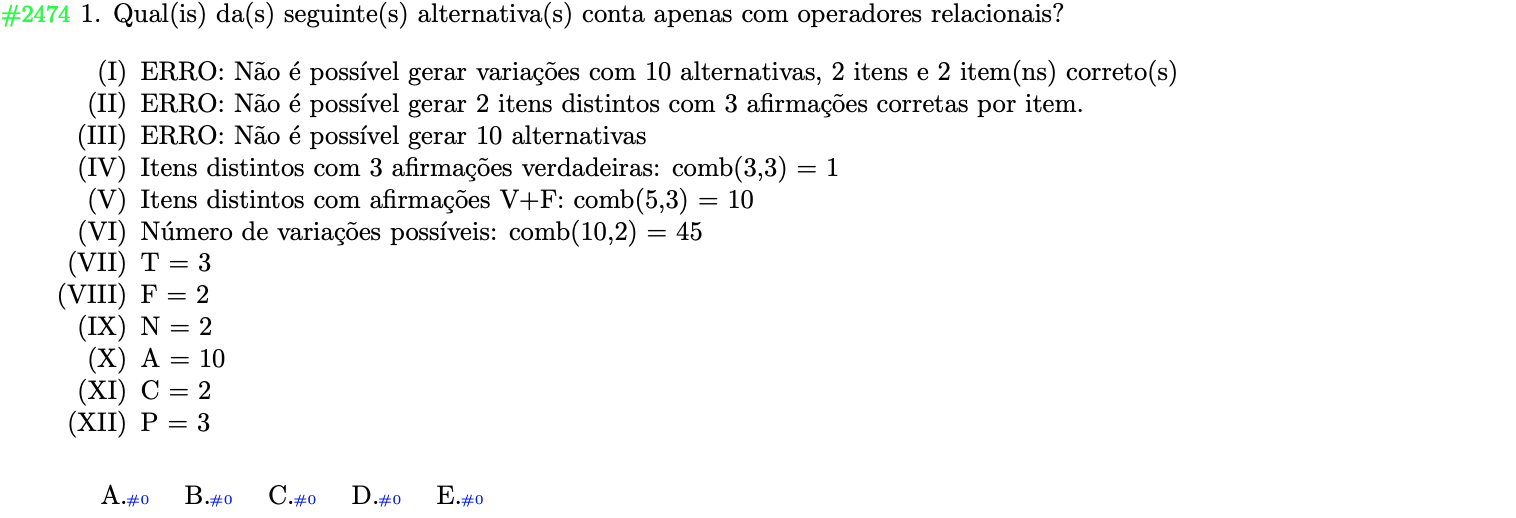 #2474 1. Qual(is) da(s) seguinte(s) alternativa(s) conta apenas com operadores relacionais?
(I) ERRO: Não é possível gerar variações com 10 alternativas, 2 itens e 2 item(ns) correto(s)
(II) ERRO: Não é possível gerar 2 itens distintos com 3 afirmações corretas por item.
(III) ERRO: Não é possível gerar 10 alternativas
(IV) Itens distintos com 3 afirmações verdadeiras: comb(3,3) = 1
(V) Itens distintos com afirmações V+F: comb(5,3) = 10
(VI) Número de variações possíveis: comb(10,2) = 45
(VII) T = 3
(VIII) F = 2
(IX) N = 2
(X) A = 10
(XI) C = 2
(XII) P = 3
A.#0 B.#0 C.#0 D.#0 E.#0